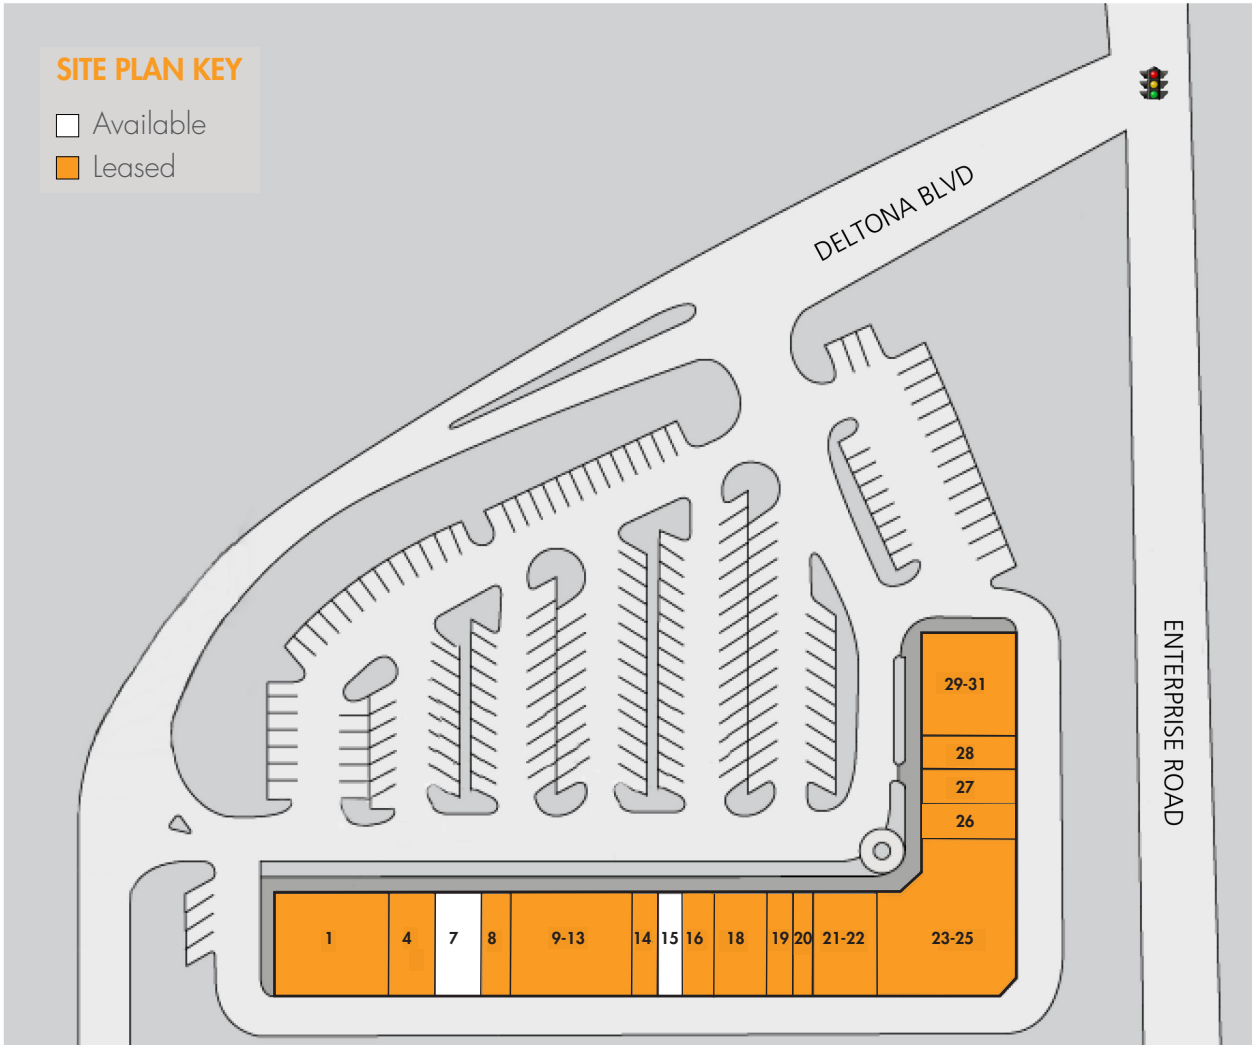 SITE PLAN KEY
Available
Leased
DELTONA BLVD
ENTERPRISE ROAD
29-31
28
27
26
1 4 7 8 9-13 14 15 16 18 19 20 21-22 23-25